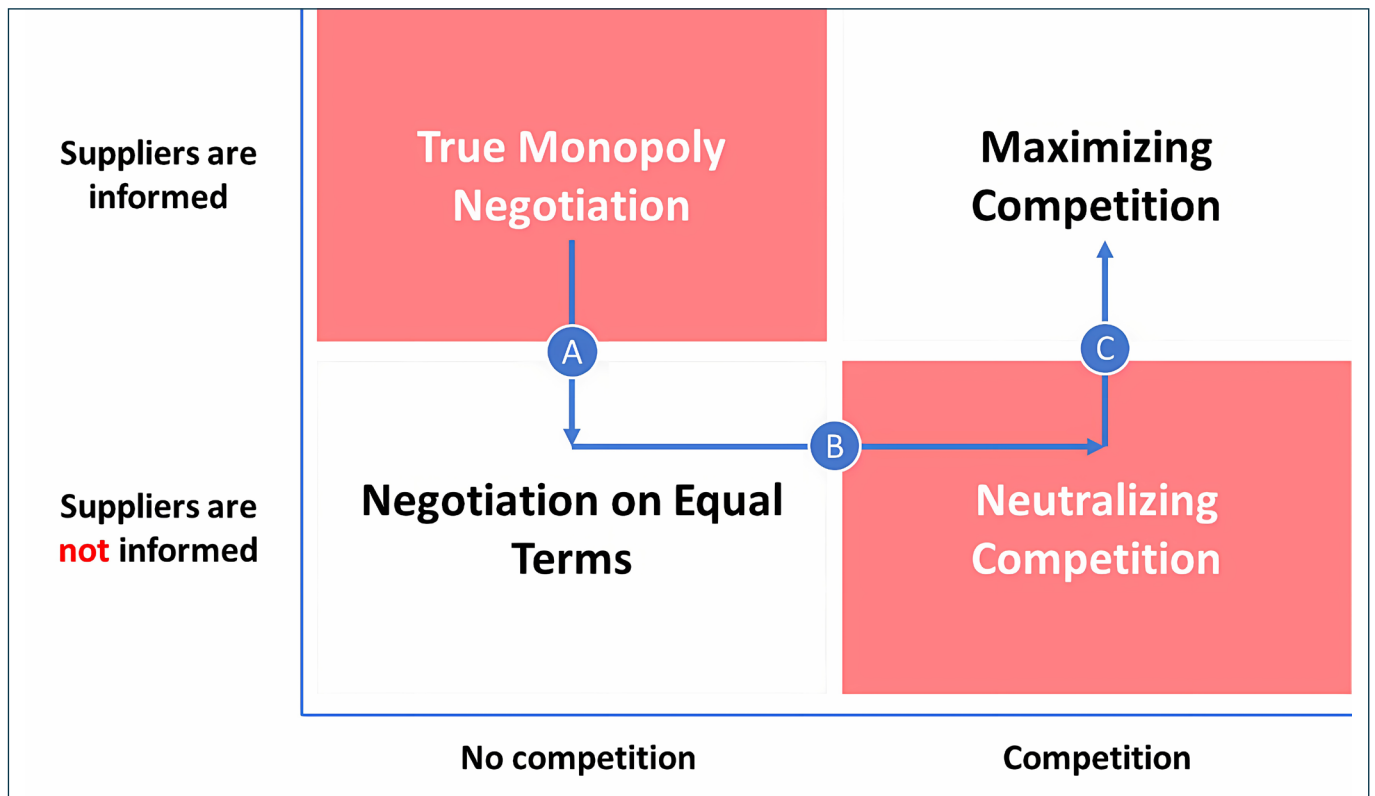 Suppliers are
informed
True Monopoly
Negotiation
Maximizing
Competition
A
C
B
Suppliers are
not informed
Negotiation on Equal
Terms
Neutralizing
Competition
No competition
Competition